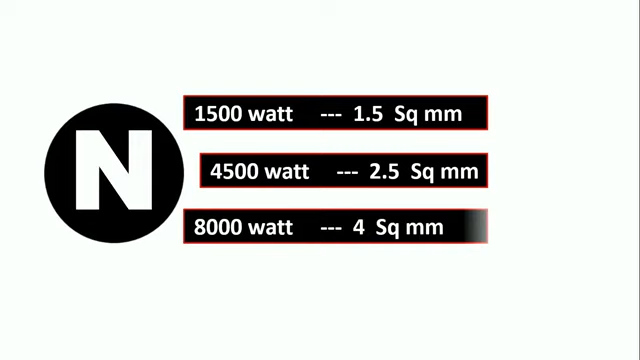 N
1500 watt --- 1.5 Sq mm
4500 watt --- 2.5 Sq mm
8000 watt --- 4 Sq mm